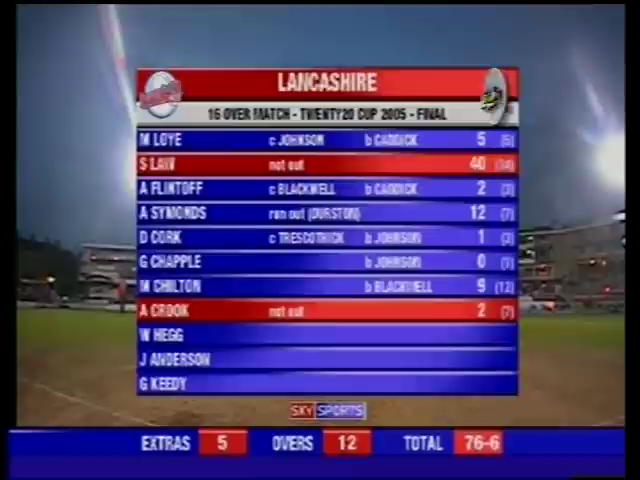 LANCASHIRE
16 OVER MATCH - TWENTY20 CUP 2005 - FINAL
M LOYE c JOHNSON b CADDICK 5 (5)
S LAW not out 40 (34)
A FLINTOFF c BLACKWELL b CADDICK 2 (3)
A SYMONDS run out (DURSTON) 12 (7)
D CORK c TRESCOTHICK b JOHNSON 1 (3)
G CHAPPLE b JOHNSON 0
M CHILTON b BLACKWELL 9 (12)
A CROOK not out 2 (7)
W HEGG
J ANDERSON
G KEEDY
SKY SPORTS
EXTRAS 5 OVERS 12 TOTAL 76-6